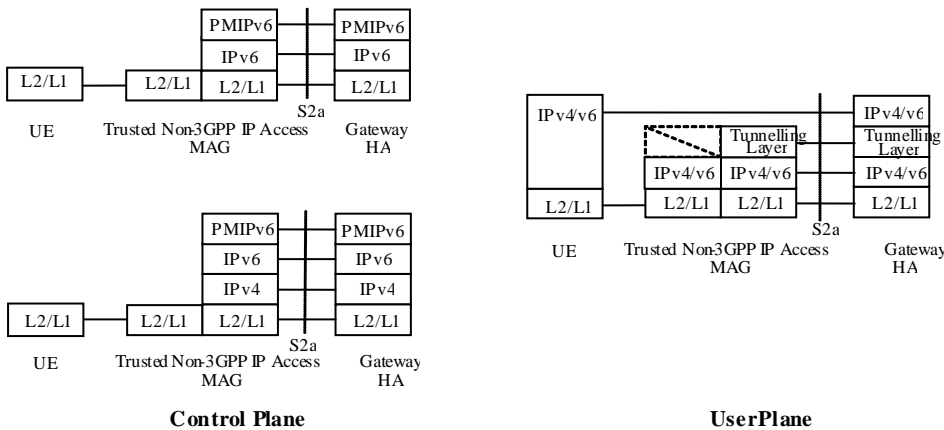 PMIPv6 PMIPv6
IPv6 IPv6
L2/L1 L2/L1 L2/L1 L2/L1
S2a
UE Trusted Non-3GPP IP Access Gateway
MAG HA
PMIPv6 PMIPv6
IPv6 IPv6
IPv4 IPv4
L2/L1 L2/L1 L2/L1 L2/L1
S2a
UE Trusted Non-3GPP IP Access Gateway
MAG HA
Control Plane
IPv4/v6 IPv4/v6
Tunnelling Tunnelling
Layer Layer
IPv4/v6 IPv4/v6 IPv4/v6
L2/L1 L2/L1 L2/L1 L2/L1
S2a
UE Trusted Non-3GPP IP Access Gateway
MAG HA
User Plane